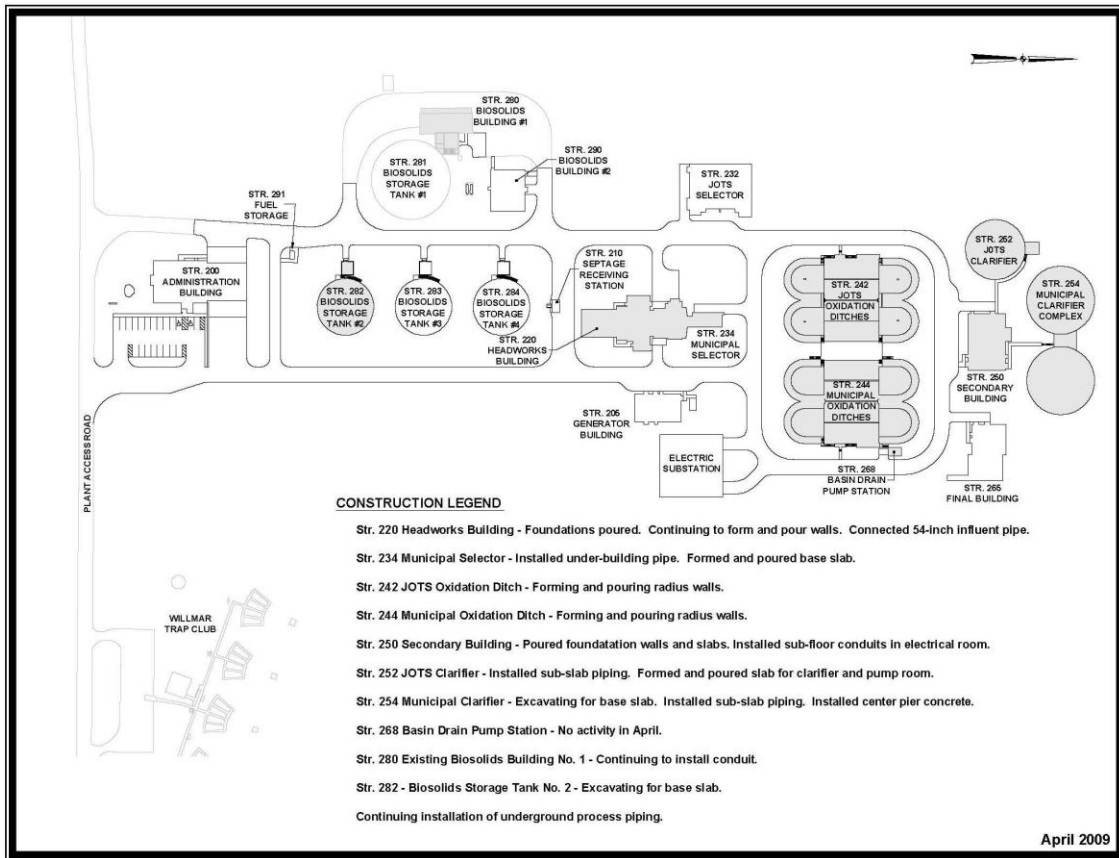 STR. 280
BIOSOLIDS
BUILDING #1
STR. 281
BIOSOLIDS
STORAGE
TANK #1
STR. 290
BIOSOLIDS
BUILDING #2
STR. 232
JOTS
SELECTOR
STR. 291
FUEL
STORAGE
STR. 200
ADMINISTRATION
BUILDING
STR. 282
BIOSOLIDS
STORAGE
TANK #2
STR. 283
BIOSOLIDS
STORAGE
TANK #3
STR. 284
BIOSOLIDS
STORAGE
TANK #4
STR. 210
SEPTAGE
RECEIVING
STATION
STR. 220
HEADWORKS
BUILDING
STR. 234
MUNICIPAL
SELECTOR
STR. 242
JOTS
OXIDATION
DITCHES
STR. 244
MUNICIPAL
OXIDATION
DITCHES
STR. 252
JOTS
CLARIFIER
STR. 254
MUNICIPAL
CLARIFIER
COMPLEX
STR. 250
SECONDARY
BUILDING
STR. 205
GENERATOR
BUILDING
ELECTRIC
SUBSTATION
STR. 268
BASIN DRAIN
PUMP STATION
STR. 265
FINAL BUILDING
PLANT ACCESS ROAD
WILLMAR
TRAP CLUB
CONSTRUCTION LEGEND
Str. 220 Headworks Building - Foundations poured. Continuing to form and pour walls. Connected 54-inch influent pipe.
Str. 234 Municipal Selector - Installed under-building pipe. Formed and poured base slab.
Str. 242 JOTS Oxidation Ditch - Forming and pouring radius walls.
Str. 244 Municipal Oxidation Ditch - Forming and pouring radius walls.
Str. 250 Secondary Building - Poured foundatation walls and slabs. Installed sub-floor conduits in electrical room.
Str. 252 JOTS Clarifier - Installed sub-slab piping. Formed and poured slab for clarifier and pump room.
Str. 254 Municipal Clarifier - Excavating for base slab. Installed sub-slab piping. Installed center pier concrete.
Str. 268 Basin Drain Pump Station - No activity in April.
Str. 280 Existing Biosolids Building No. 1 - Continuing to install conduit.
Str. 282 - Biosolids Storage Tank No. 2 - Excavating for base slab.
Continuing installation of underground process piping.
April 2009